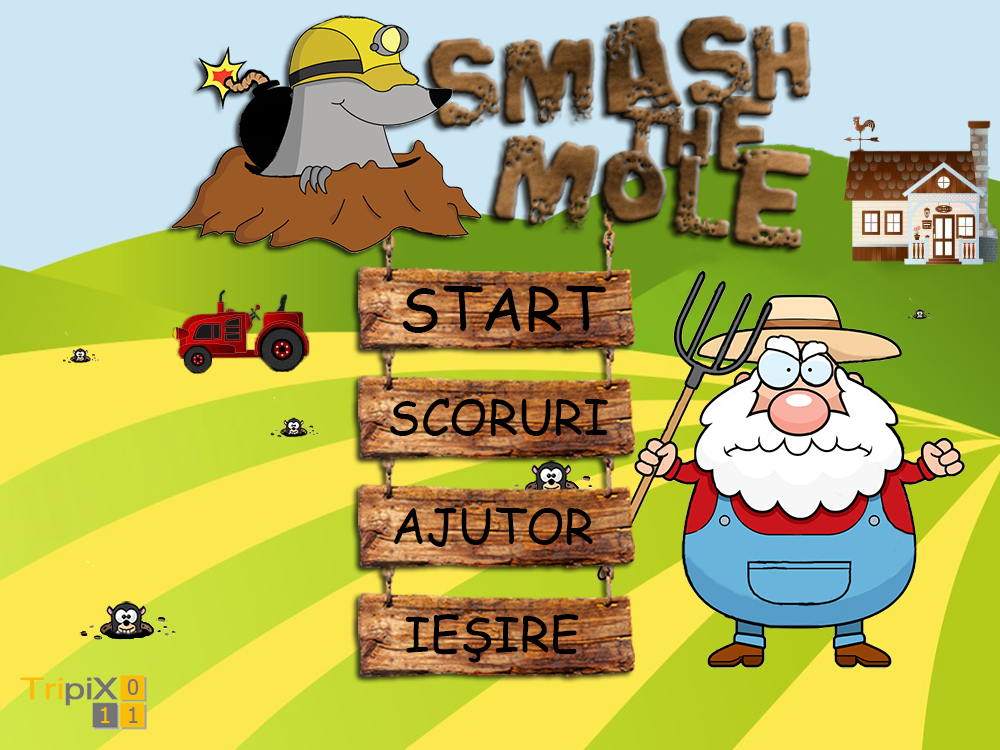 SMASH
THE
MOLE
START
SCORURI
AJUTOR
IEŞIRE
TripiX 0
1 1